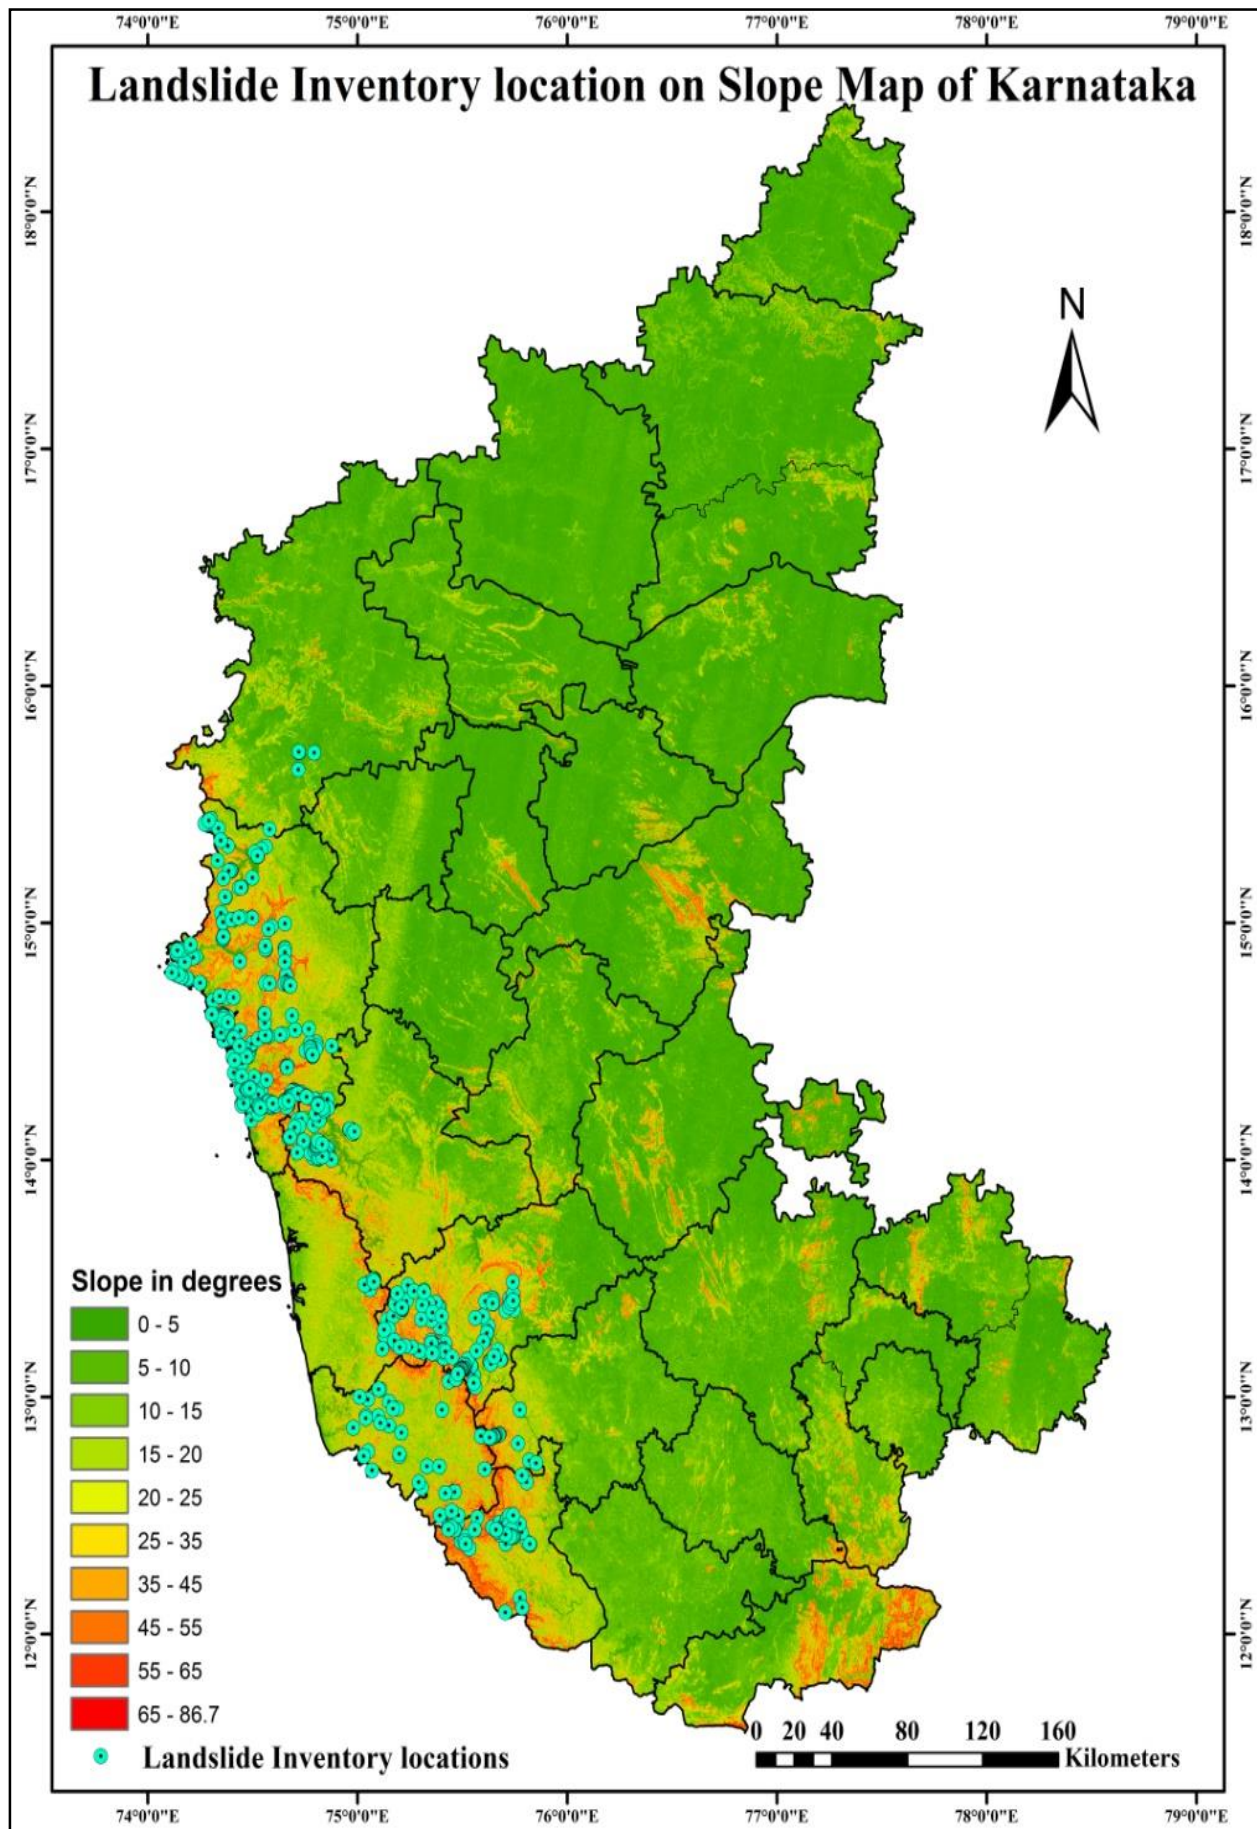 74°0'0"E 75°0'0"E 76°0'0"E 77°0'0"E 78°0'0"E 79°0'0"E
Landslide Inventory location on Slope Map of Karnataka
18°0'0"N 18°0'0"N
N
17°0'0"N 17°0'0"N
16°0'0"N 16°0'0"N
15°0'0"N 15°0'0"N
14°0'0"N 14°0'0"N
13°0'0"N 13°0'0"N
12°0'0"N 12°0'0"N
Slope in degrees
0 - 5
5 - 10
10 - 15
15 - 20
20 - 25
25 - 35
35 - 45
45 - 55
55 - 65
65 - 86.7
Landslide Inventory locations
0 20 40 80 120 160
Kilometers
74°0'0"E 75°0'0"E 76°0'0"E 77°0'0"E 78°0'0"E 79°0'0"E